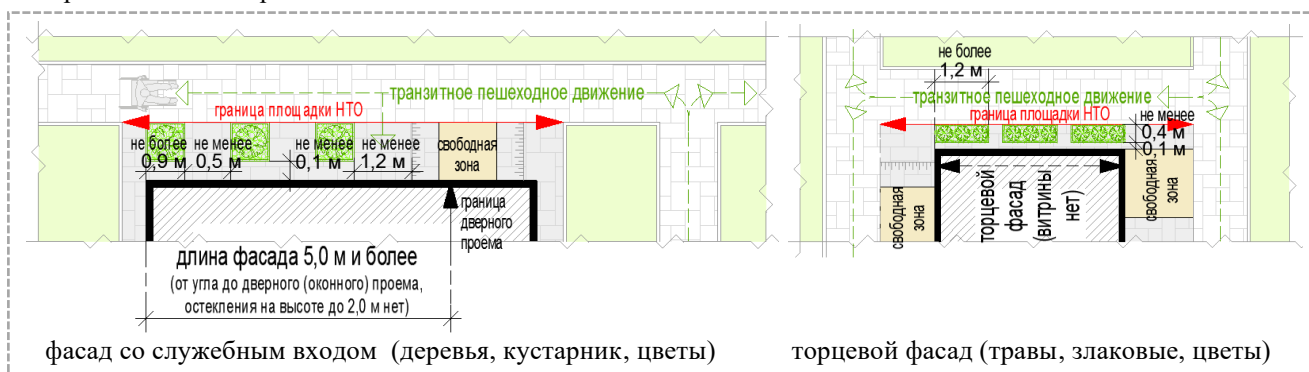 транзитное пешеходное движение
граница площадки НТО
не более
0,9 м
не менее
0,5 м
не менее
0,1 м
не менее
1,2 м
свободная
зона
граница
дверного
проема
длина фасада 5,0 м и более
(от угла до дверного (оконного) проема,
остекления на высоте до 2,0 м нет)
фасад со служебным входом (деревья, кустарник, цветы)
не более
1,2 м
транзитное пешеходное движение
граница площадки НТО
не менее
0,4 м
0,1 м
свободная
зона
торцевой
фасад
(витрины
нет)
свободная
зона
торцевой фасад (травы, злаковые, цветы)